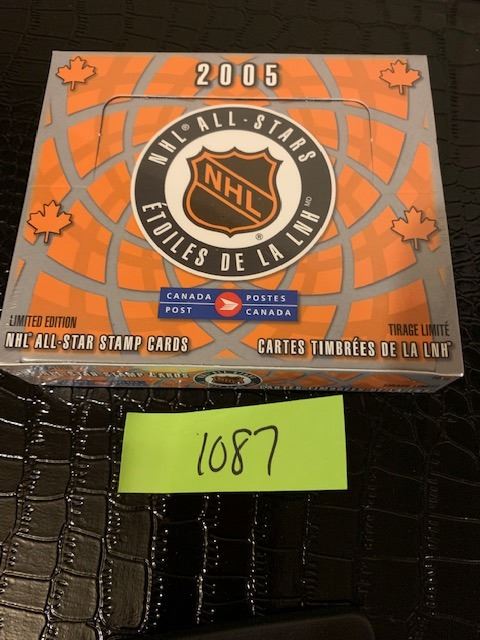 2005
NHL® ALL-STARS
NHL
®
ÉTOILES DE LA LNH MD
CANADA POST
POSTES CANADA
LIMITED EDITION
NHL® ALL-STAR STAMP CARDS
TIRAGE LIMITÉ
CARTES TIMBRÉES DE LA LNH
1087